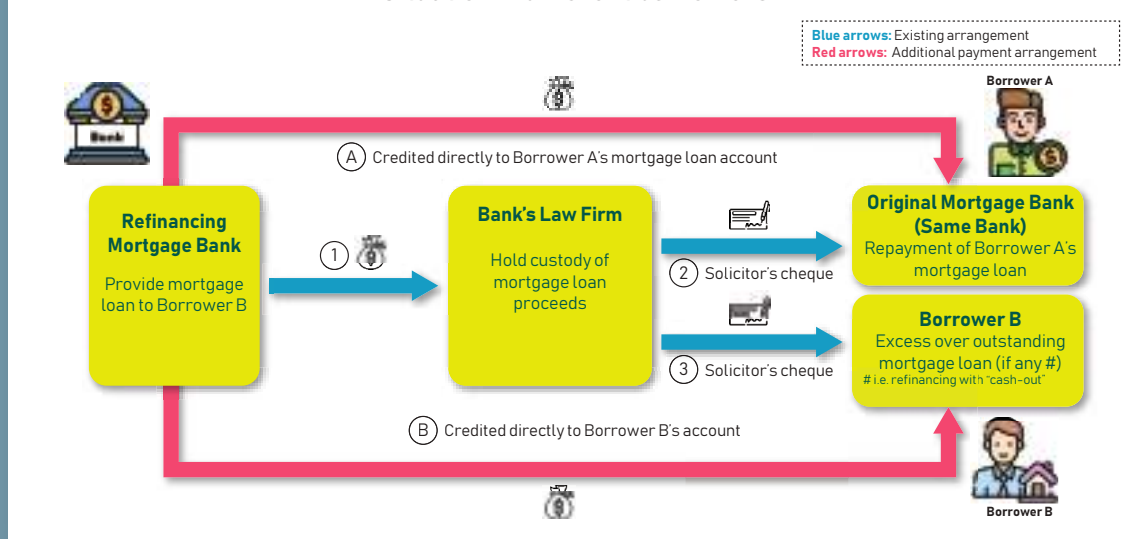 Blue arrows: Existing arrangement
Red arrows: Additional payment arrangement
Borrower A
Bank
A Credited directly to Borrower A's mortgage loan account
Refinancing
Mortgage Bank
Provide mortgage
loan to Borrower B
1
Bank's Law Firm
Hold custody of
mortgage loan
proceeds
2 Solicitor's cheque
3 Solicitor's cheque
Original Mortgage Bank
(Same Bank)
Repayment of Borrower A's
mortgage loan
Borrower B
Excess over outstanding
mortgage loan (if any #)
# i.e. refinancing with "cash-out"
B Credited directly to Borrower B's account
Borrower B